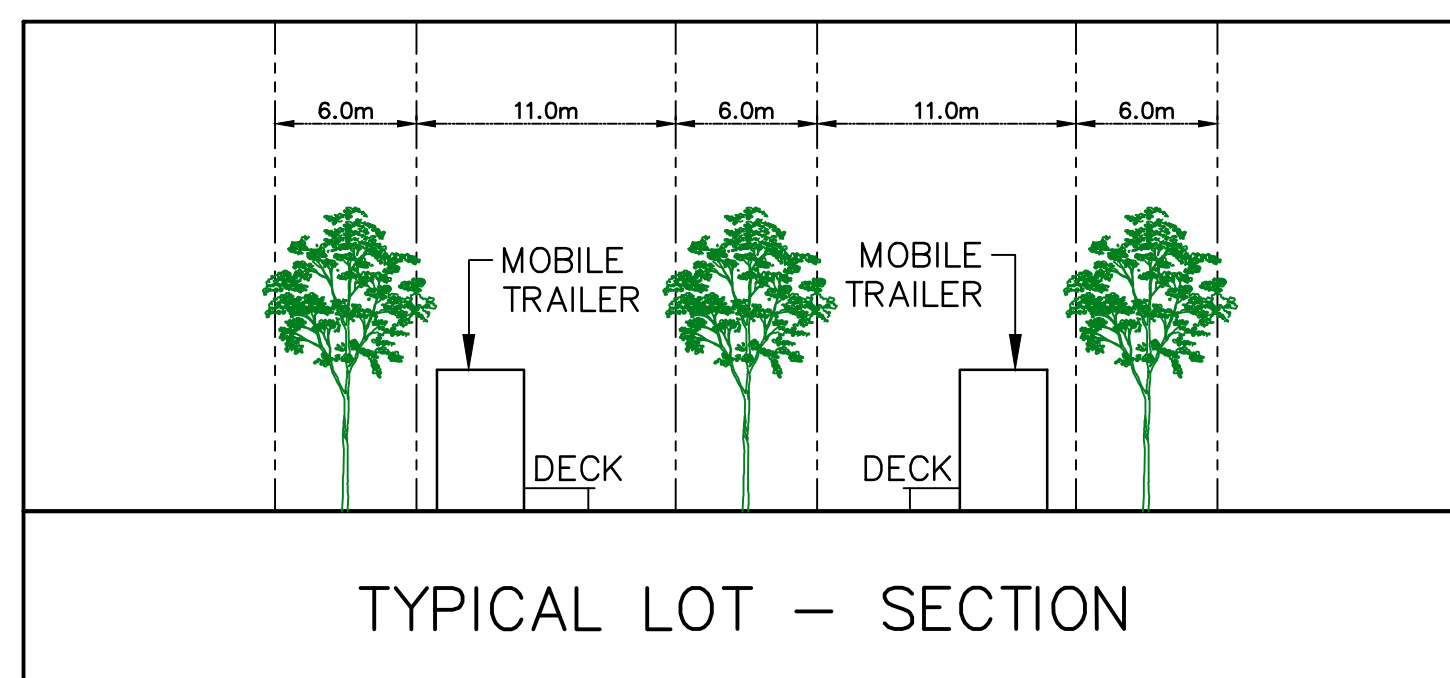 6.0m 11.0m 6.0m 11.0m 6.0m
MOBILE
TRAILER
MOBILE
TRAILER
DECK
DECK
TYPICAL LOT – SECTION